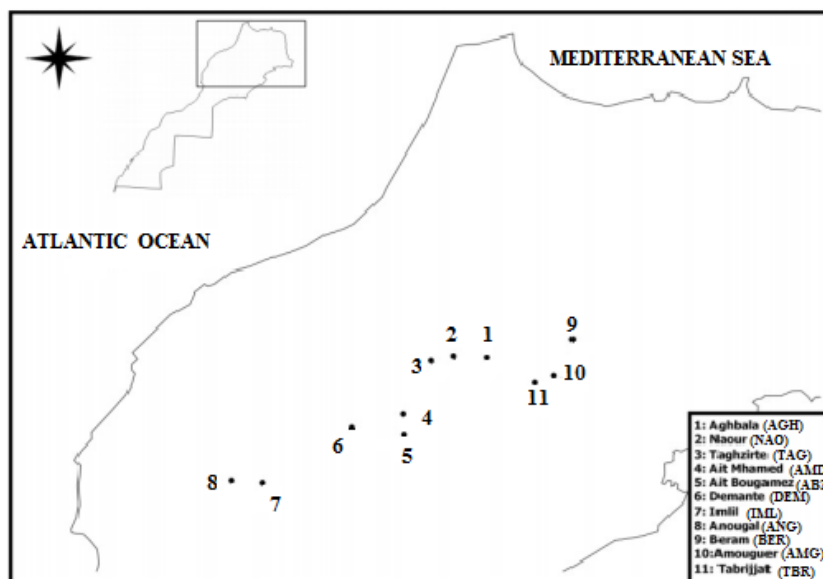 MEDITERRANEAN SEA
ATLANTIC OCEAN
9
2 1
3
10
11
4
6
5
8
7
1: Aghbala (AGH)
2: Naour (NAO)
3: Taghzirte (TAG)
4: Ait Mhamed
5: Ait Bougamez
6: Demante (DEM)
7: Imlil (IML)
8: Anougal (ANG)
9: Beram (BER)
10:Amouguer (AMG)
11: Tabrijjat (TBR)